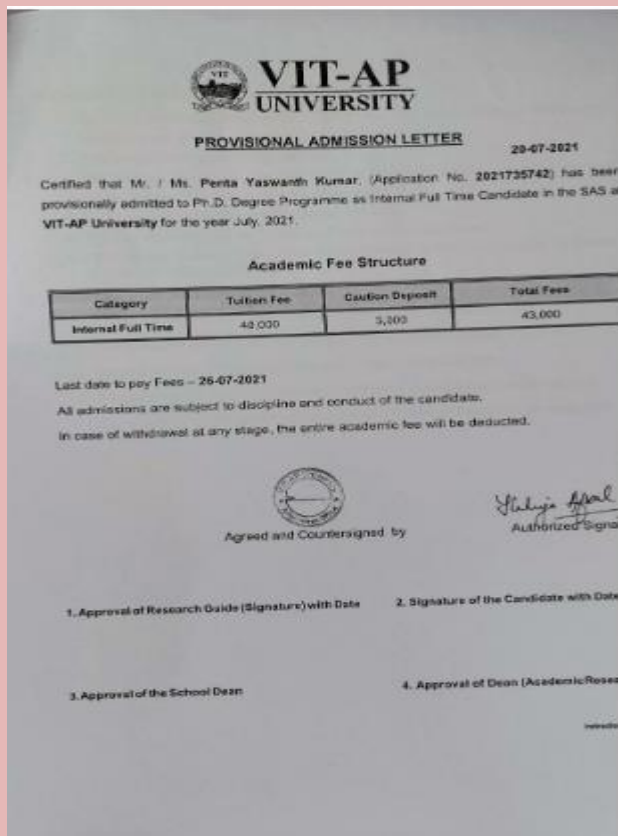 VIT-AP
UNIVERSITY
PROVISIONAL ADMISSION LETTER
20-07-2021
Certified that Mr. / Ms. Penta Yaswanth Kumar, (Application No. 2021735742) has been
provisionally admitted to Ph.D. Degree Programme as Internal Full Time Candidate in the SAS a
VIT-AP University for the year July, 2021.
Academic Fee Structure
Category Tuition Fee Caution Deposit Total Fees
Internal Full Time 40,000 3,000 43,000
Last date to pay Fees – 26-07-2021
All admissions are subject to discipline and conduct of the candidate.
In case of withdrawal at any stage, the entire academic fee will be deducted.
Agreed and Countersigned by
Authorized Signa
1. Approval of Research Guide (Signature) with Date 2. Signature of the Candidate with Date
3. Approval of the School Dean 4. Approval of Dean (Academic Resea